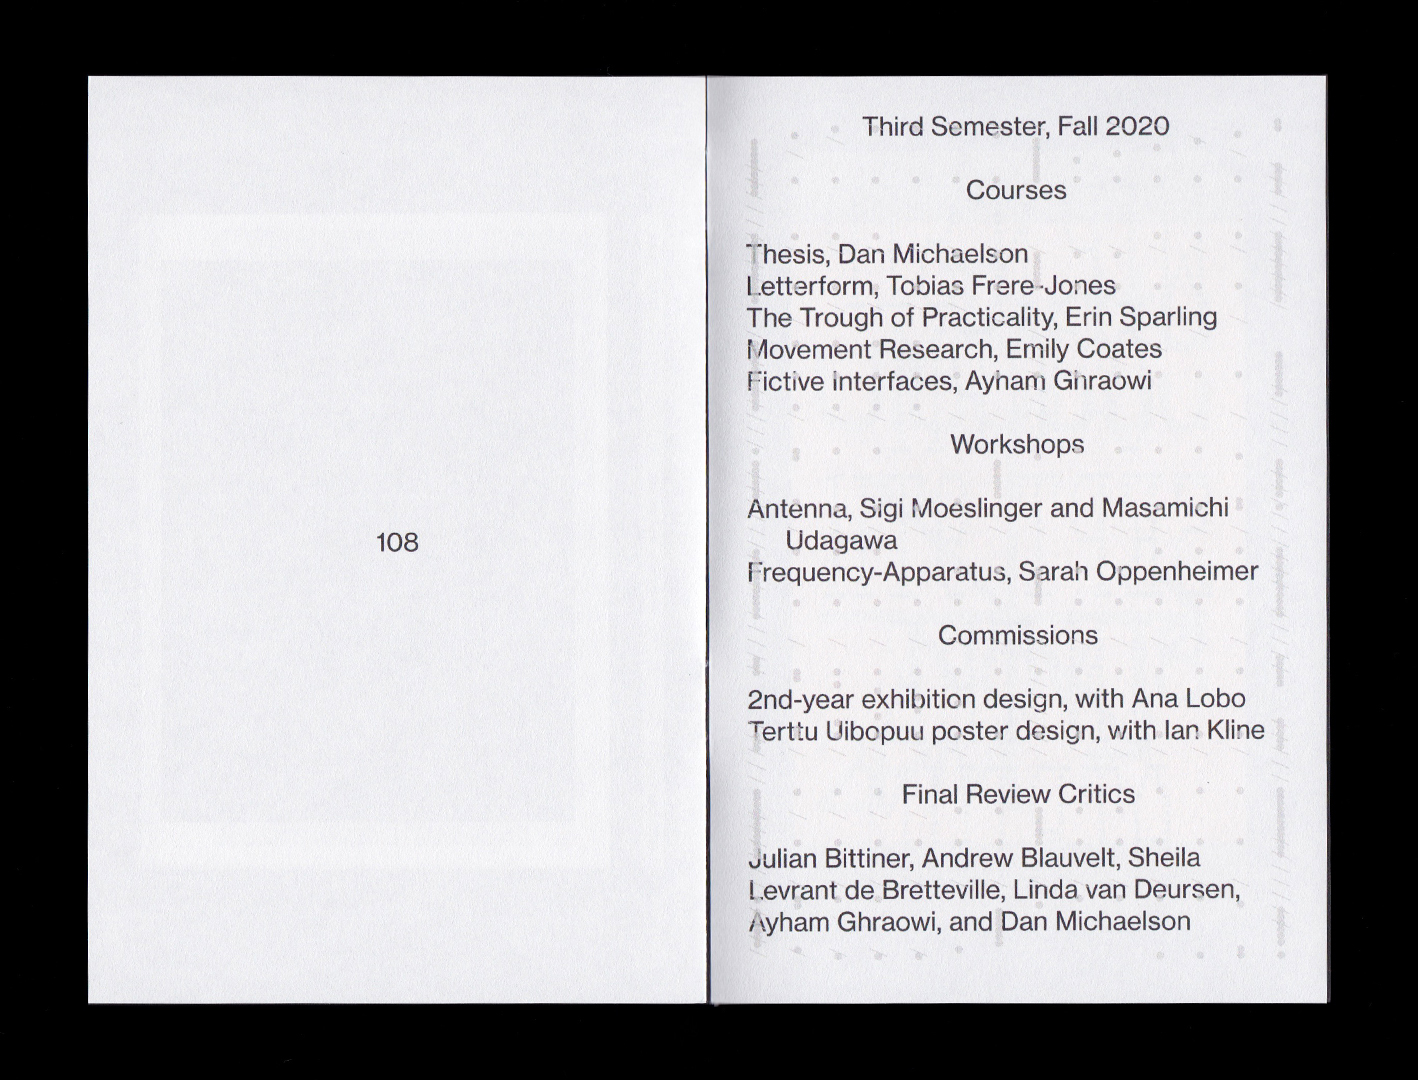 108
Third Semester, Fall 2020
Courses
Thesis, Dan Michaelson
Letterform, Tobias Frere-Jones
The Trough of Practicality, Erin Sparling
Movement Research, Emily Coates
Fictive Interfaces, Ayham Ghraowi
Workshops
Antenna, Sigi Moeslinger and Masamichi
Udagawa
Frequency-Apparatus, Sarah Oppenheimer
Commissions
2nd-year exhibition design, with Ana Lobo
Terttu Uibopuu poster design, with Ian Kline
Final Review Critics
Julian Bittiner, Andrew Blauvelt, Sheila
Levrant de Bretteville, Linda van Deursen,
Ayham Ghraowi, and Dan Michaelson